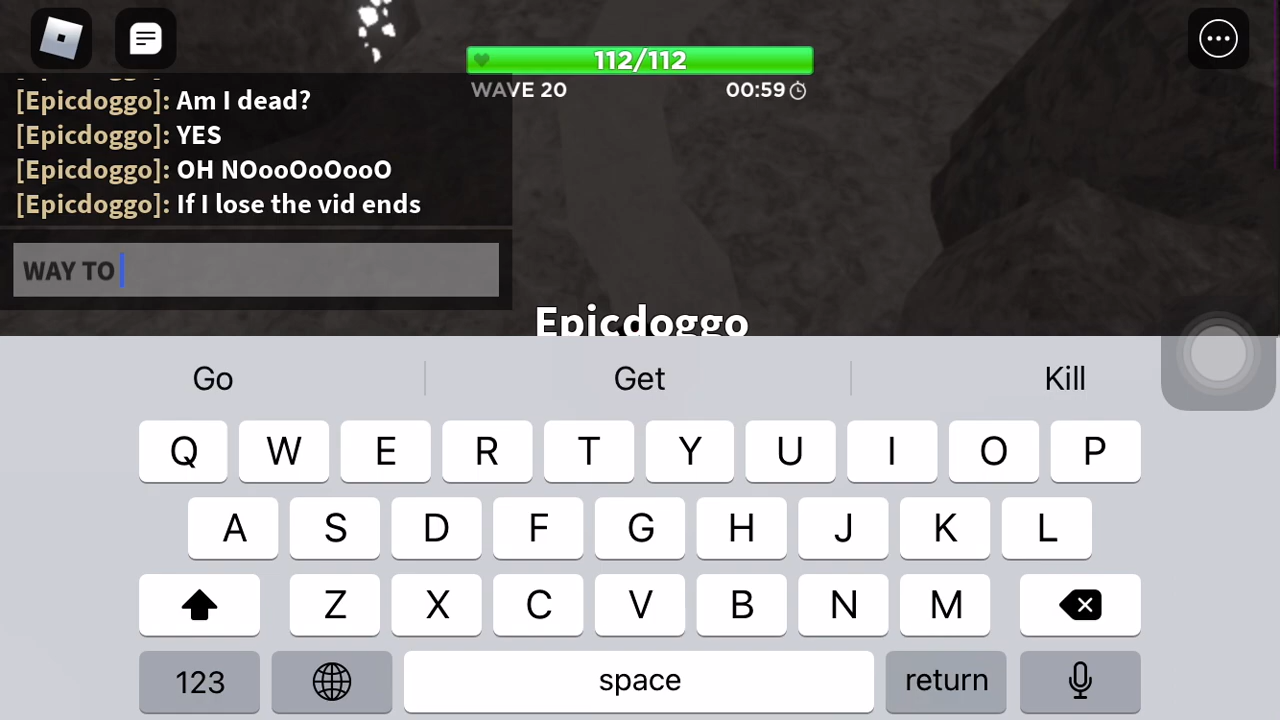 112/112
WAVE 20 00:59
[Epicdoggo]: Am I dead?
[Epicdoggo]: YES
[Epicdoggo]: OH NOooOoOooO
[Epicdoggo]: If I lose the vid ends
WAY TO
Epicdoggo
Go Get Kill
Q W E R T Y U I O P
A S D F G H J K L
Z X C V B N M
123 space return